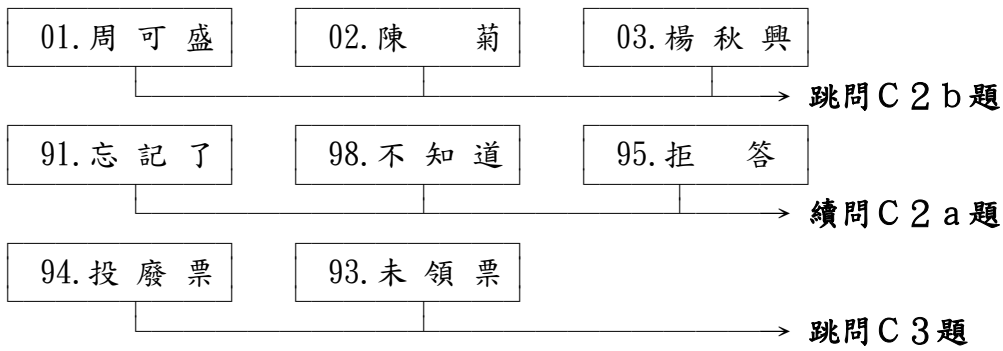 01.周可盛 02.陳 菊 03.楊秋興
跳問C2b題
91.忘記了 98.不知道 95.拒 答
續問C2a題
94.投廢票 93.未領票
跳問C3題